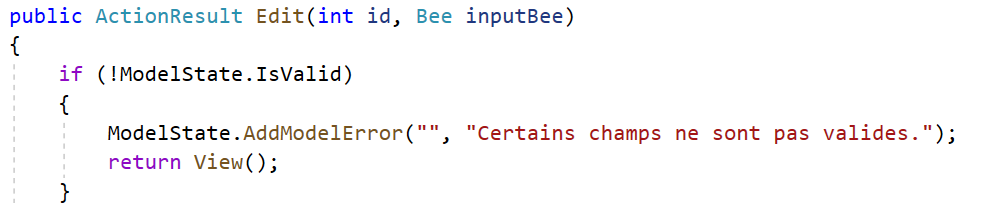 public ActionResult Edit(int id, Bee inputBee)
{
if (!ModelState.IsValid)
{
ModelState.AddModelError("", "Certains champs ne sont pas valides.");
return View();
}